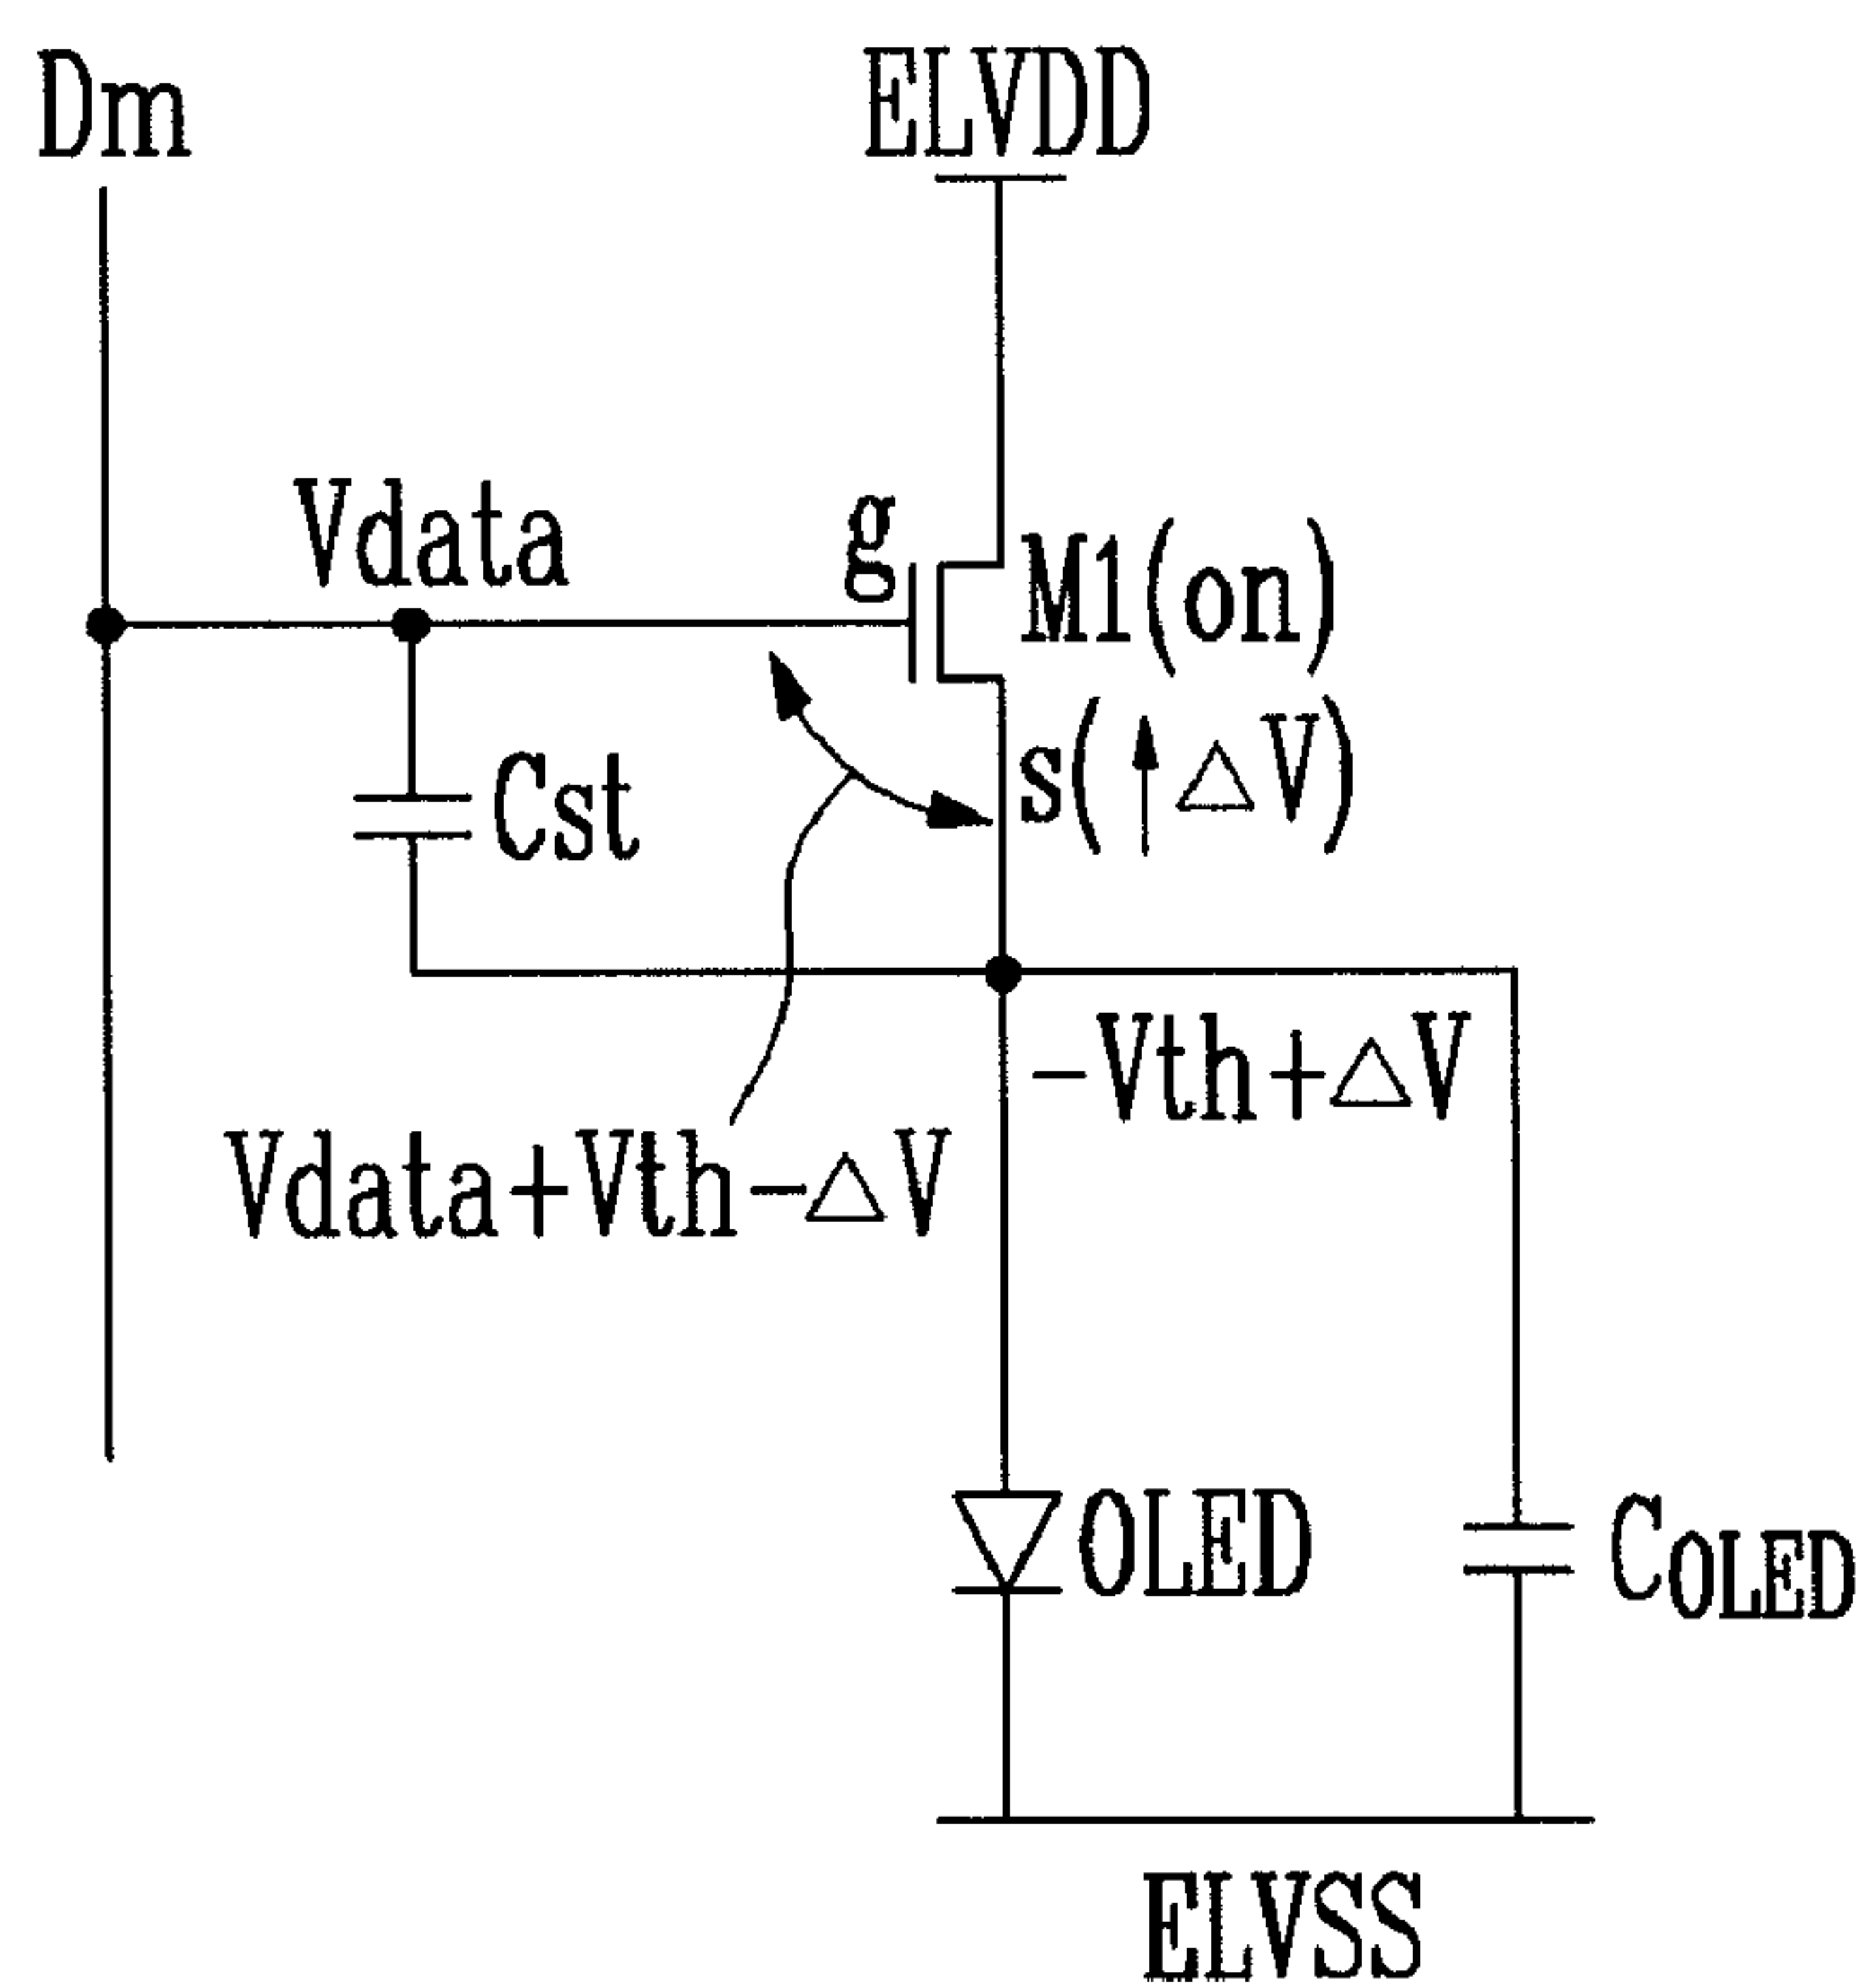 Dm
ELVDD
Vdata
g
M1(on)
s(↑△V)
Cst
-Vth+△V
Vdata+Vth-△V
OLED
COLED
ELVSS